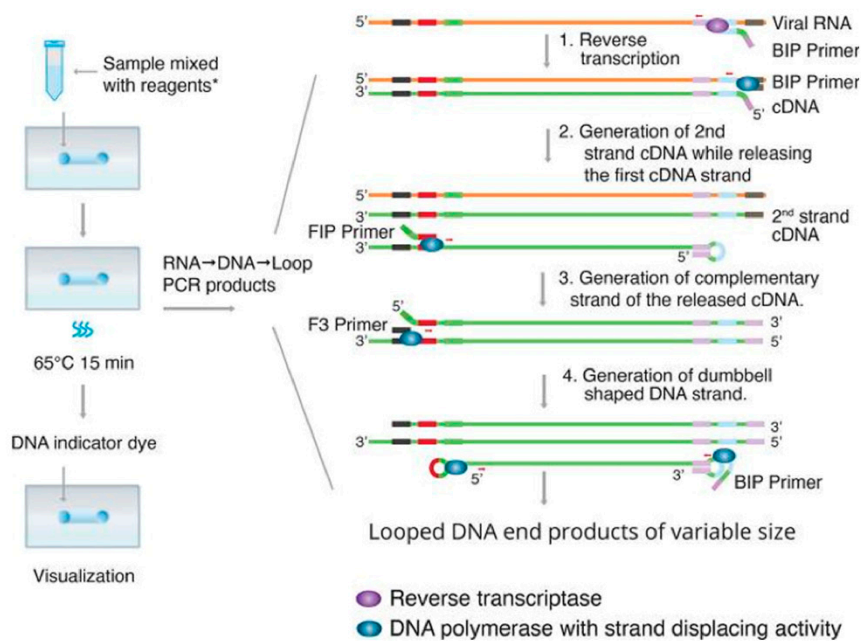 Sample mixed
with reagents*
65°C 15 min
DNA indicator dye
Visualization
RNA→DNA→Loop
PCR products
5'
3'
Viral RNA
BIP Primer
1. Reverse
transcription
5'
3'
BIP Primer
cDNA
5'
2. Generation of 2nd
strand cDNA while releasing
the first cDNA strand
5'
3'
2nd strand
cDNA
FIP Primer
3'
5'
3. Generation of complementary
strand of the released cDNA.
5'
F3 Primer
3'
3'
5'
4. Generation of dumbbell
shaped DNA strand.
3'
3'
5'
5'
3'
BIP Primer
Looped DNA end products of variable size
Reverse transcriptase
DNA polymerase with strand displacing activity